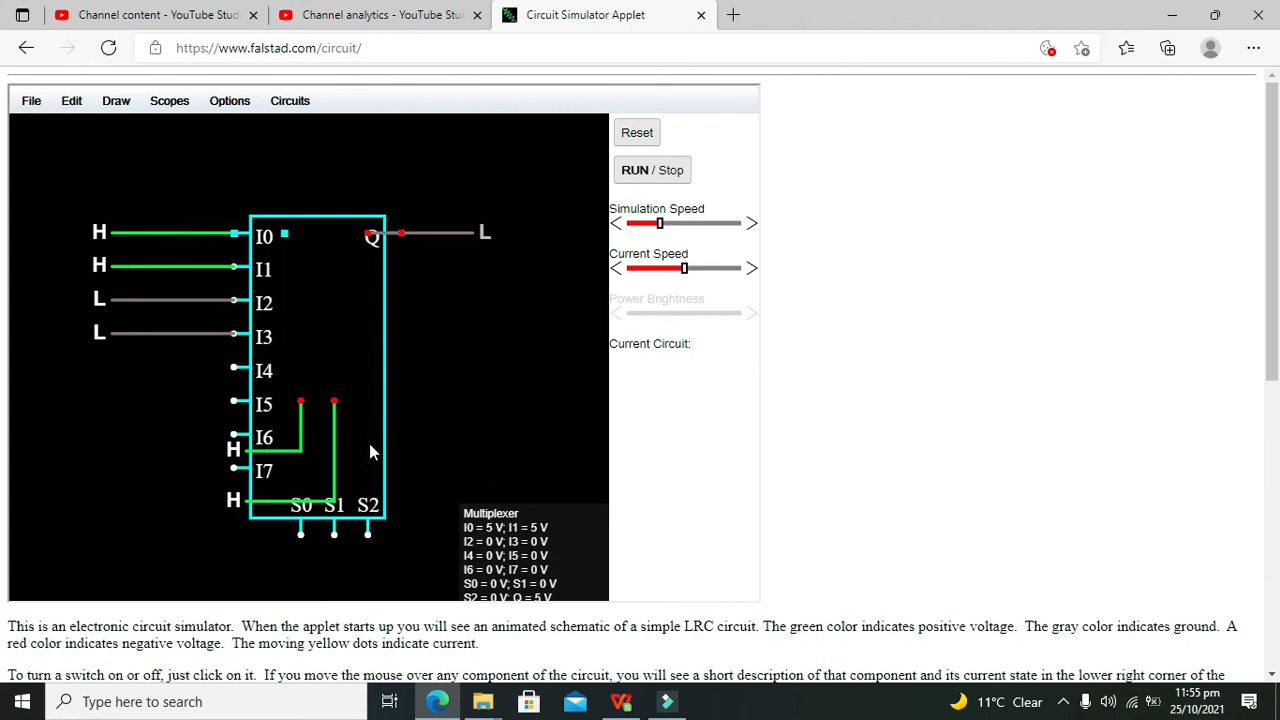 Channel content - YouTube Stud
Channel analytics - YouTube Stu
Circuit Simulator Applet
https://www.falstad.com/circuit/
File Edit Draw Scopes Options Circuits
Reset
RUN / Stop
Simulation Speed
Current Speed
Power Brightness
Current Circuit:
H I0 Q L
H I1
L I2
L I3
I4
I5
I6
H
I7
H
S0 S1 S2
Multiplexer
I0 = 5 V; I1 = 5 V
I2 = 0 V; I3 = 0 V
I4 = 0 V; I5 = 0 V
I6 = 0 V; I7 = 0 V
S0 = 0 V; S1 = 0 V
S2 = 0 V; Q = 5 V
This is an electronic circuit simulator. When the applet starts up you will see an animated schematic of a simple LRC circuit. The green color indicates positive voltage. The gray color indicates ground. A
red color indicates negative voltage. The moving yellow dots indicate current.
To turn a switch on or off, just click on it. If you move the mouse over any component of the circuit, you will see a short description of that component and its current state in the lower right corner of the
Type here to search
11°C Clear
11:55 pm
25/10/2021